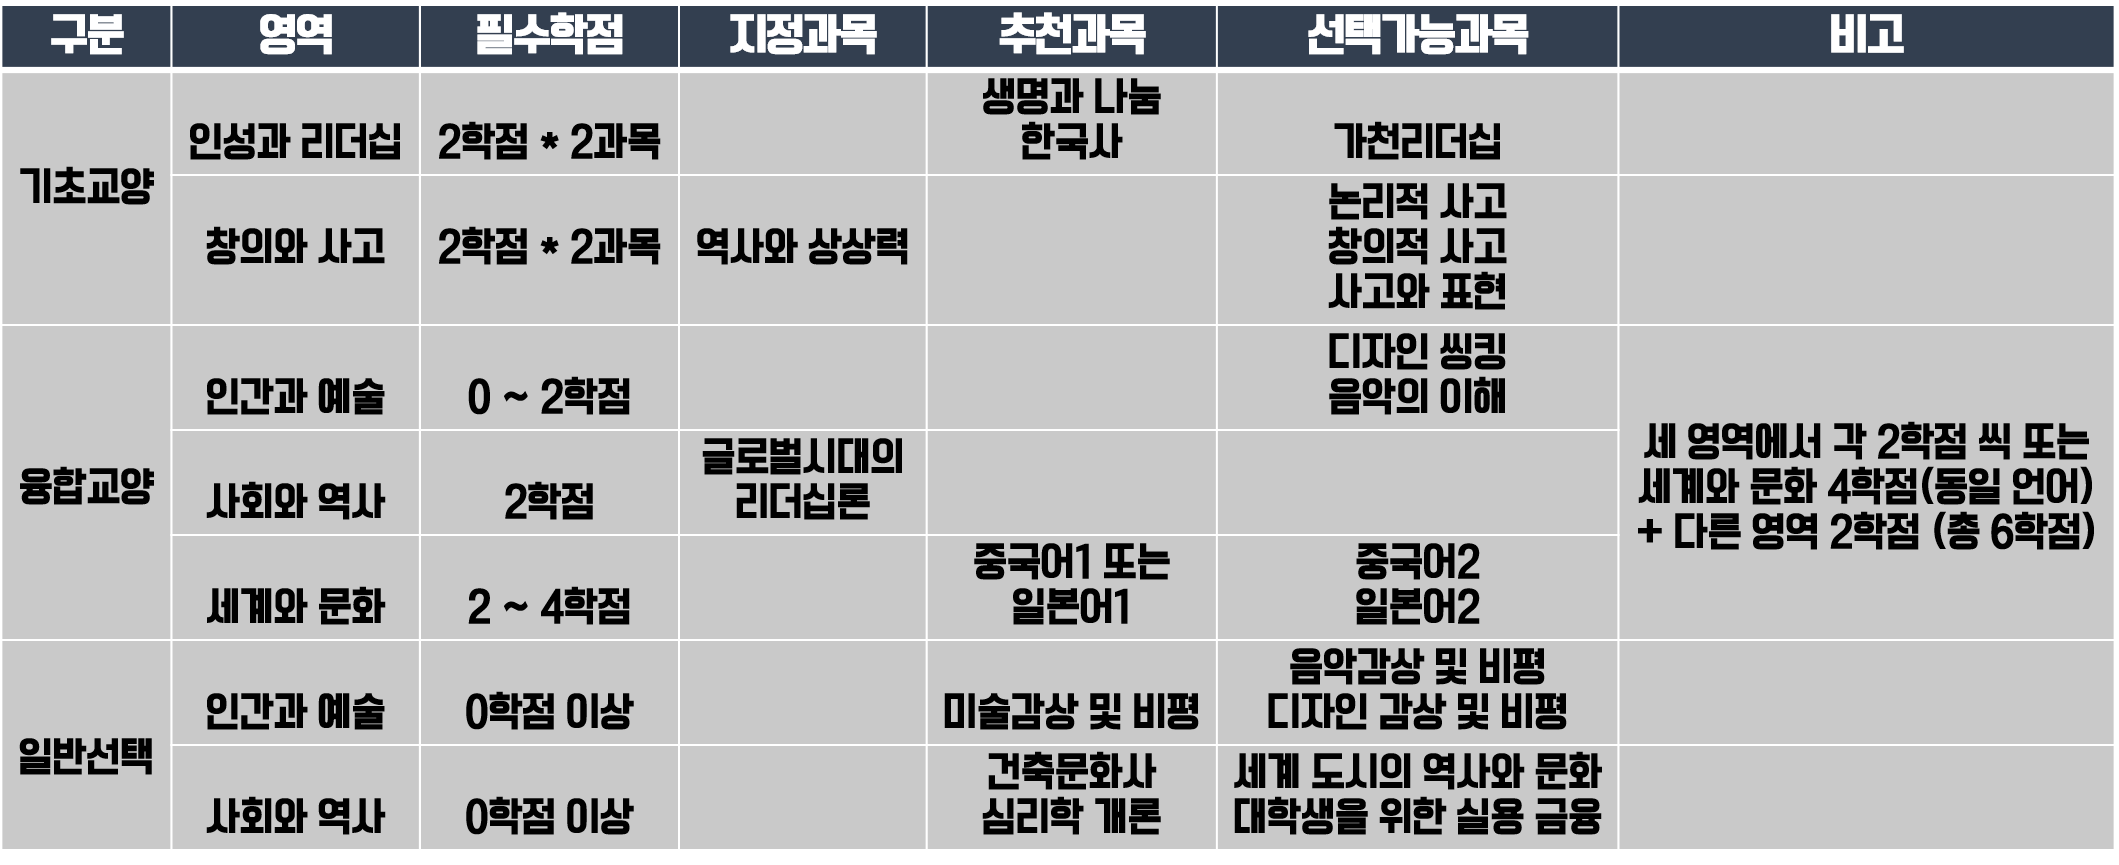 구분 영역 필수학점 지정과목 추천과목 선택가능과목 비고
기초교양
인성과 리더십
2학점 * 2과목
생명과 나눔
한국사
가천리더십
창의와 사고
2학점 * 2과목
역사와 상상력
논리적 사고
창의적 사고
사고와 표현
융합교양
인간과 예술
0 ~ 2학점
디자인 씽킹
음악의 이해
세 영역에서 각 2학점 씩 또는
세계와 문화 4학점(동일 언어)
+ 다른 영역 2학점 (총 6학점)
사회와 역사
2학점
글로벌시대의
리더십론
세계와 문화
2 ~ 4학점
중국어1 또는
일본어1
중국어2
일본어2
일반선택
인간과 예술
0학점 이상
미술감상 및 비평
음악감상 및 비평
디자인 감상 및 비평
사회와 역사
0학점 이상
건축문화사
심리학 개론
세계 도시의 역사와 문화
대학생을 위한 실용 금융